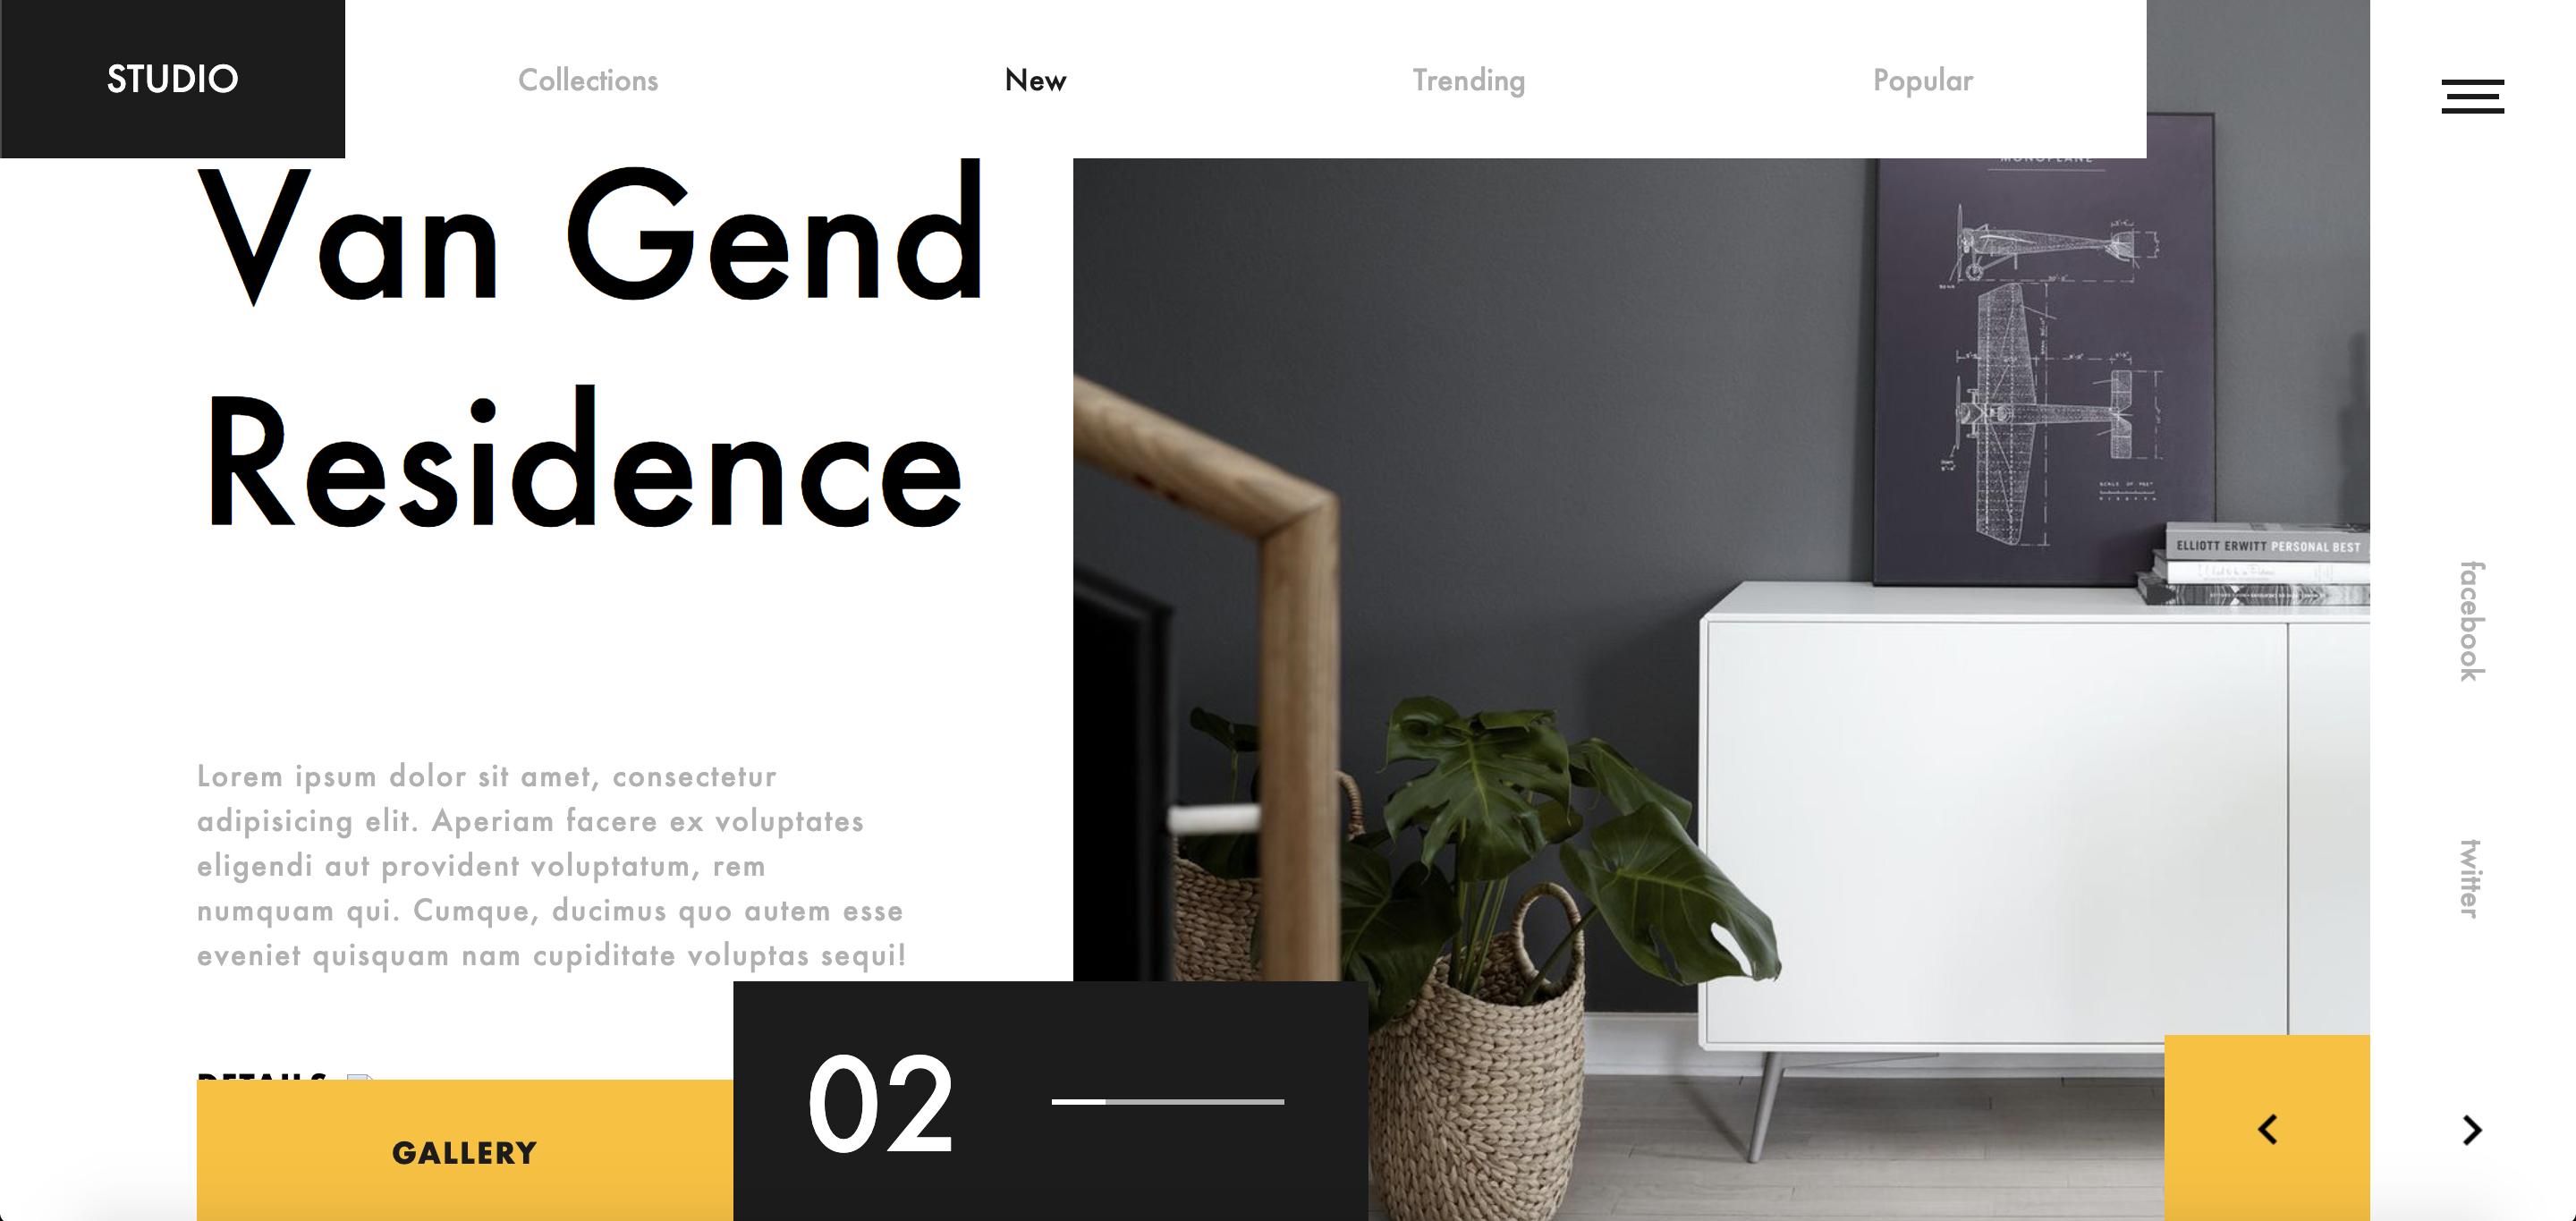 STUDIO
Collections
New
Trending
Popular
Van Gend
Residence
MONOPLANE
ELLIOTT ERWITT PERSONAL BEST
facebook
twitter
Lorem ipsum dolor sit amet, consectetur
adipisicing elit. Aperiam facere ex voluptates
eligendi aut provident voluptatum, rem
numquam qui. Cumque, ducimus quo autem esse
eveniet quisquam nam cupiditate voluptas sequi!
DETAILS
GALLERY
02